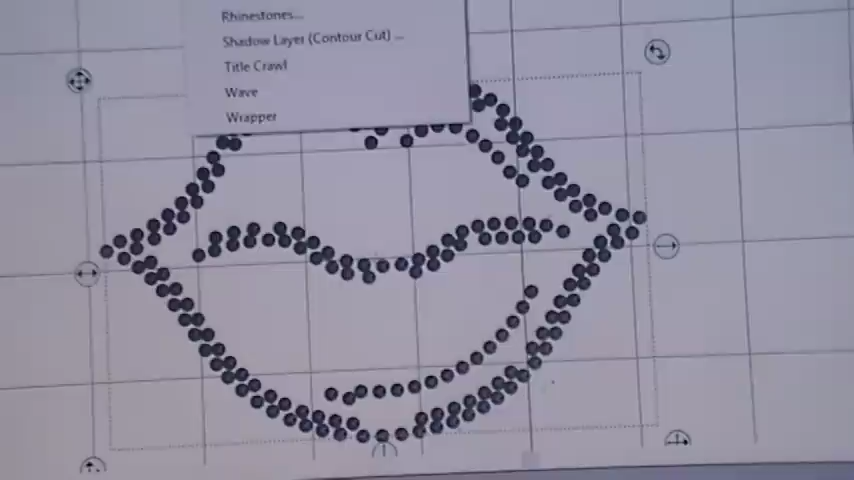 Rhinestones...
Shadow Layer (Contour Cut) ...
Title Crawl
Wave
Wrapper